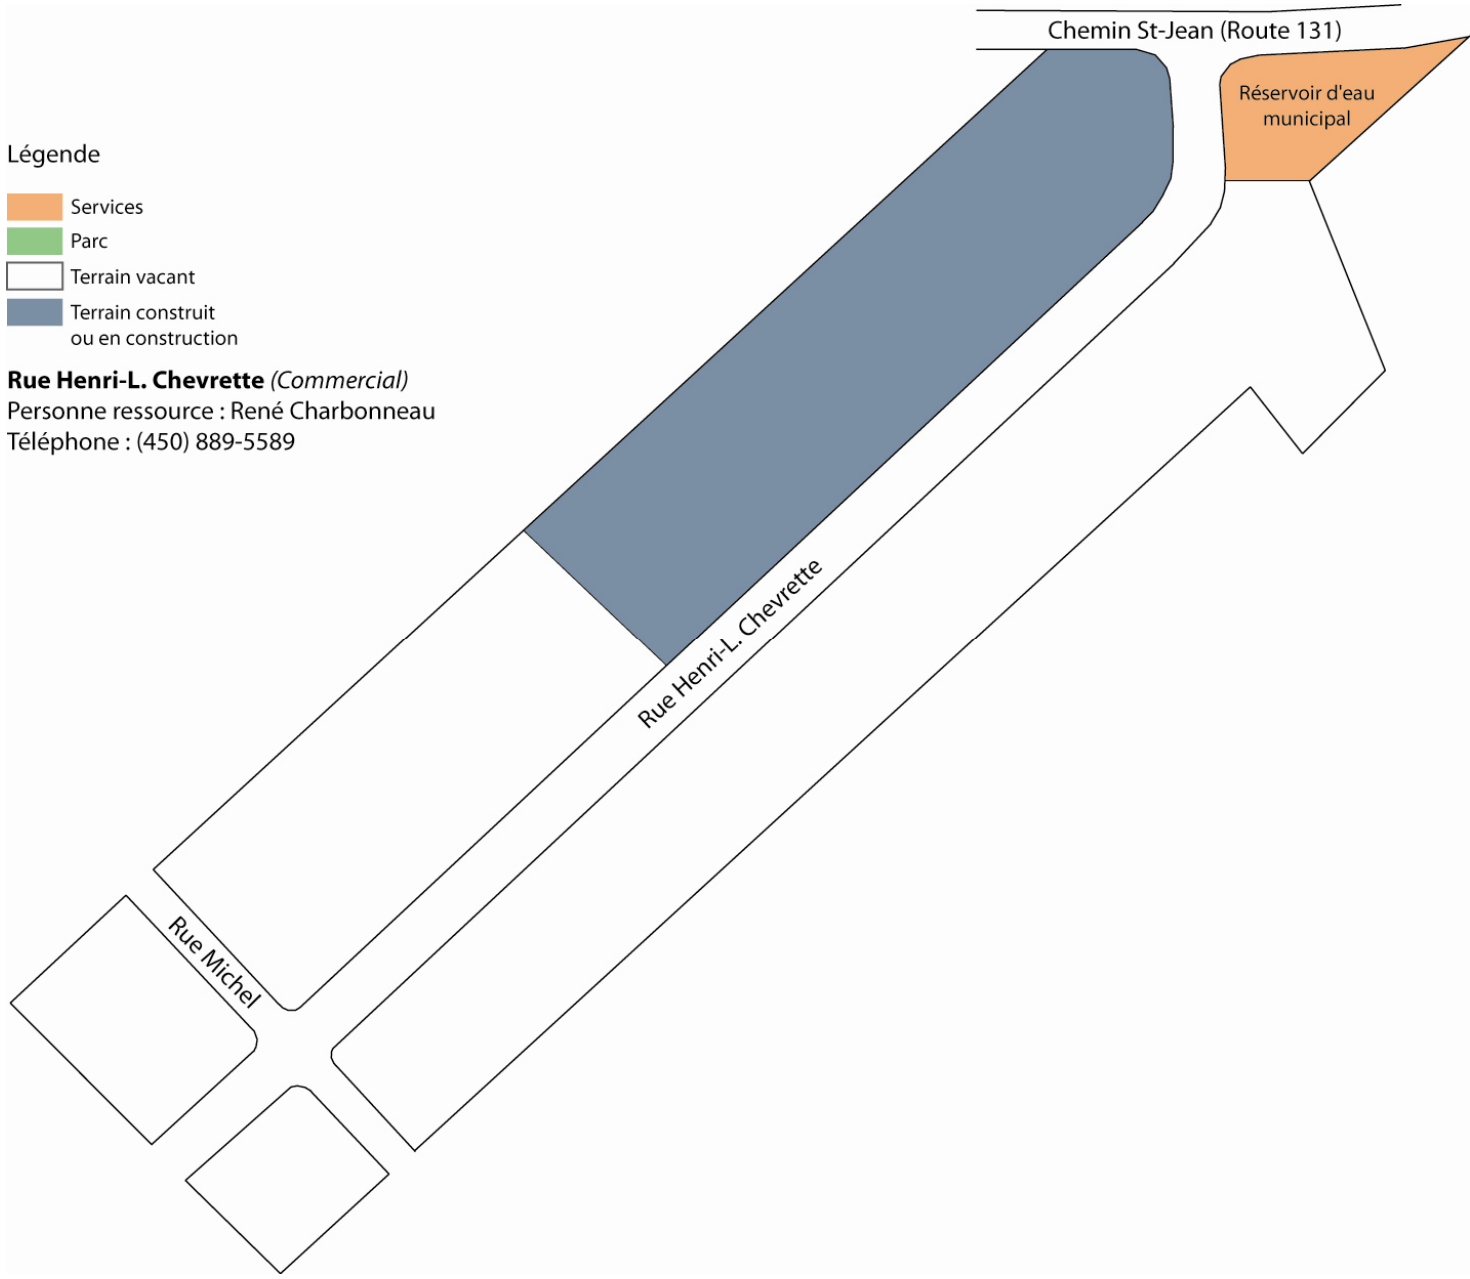 Chemin St-Jean (Route 131)
Réservoir d'eau
municipal
Légende
Services
Parc
Terrain vacant
Terrain construit
ou en construction
Rue Henri-L. Chevrette (Commercial)
Personne ressource : René Charbonneau
Téléphone : (450) 889-5589
Rue Henri-L. Chevrette
Rue Michel